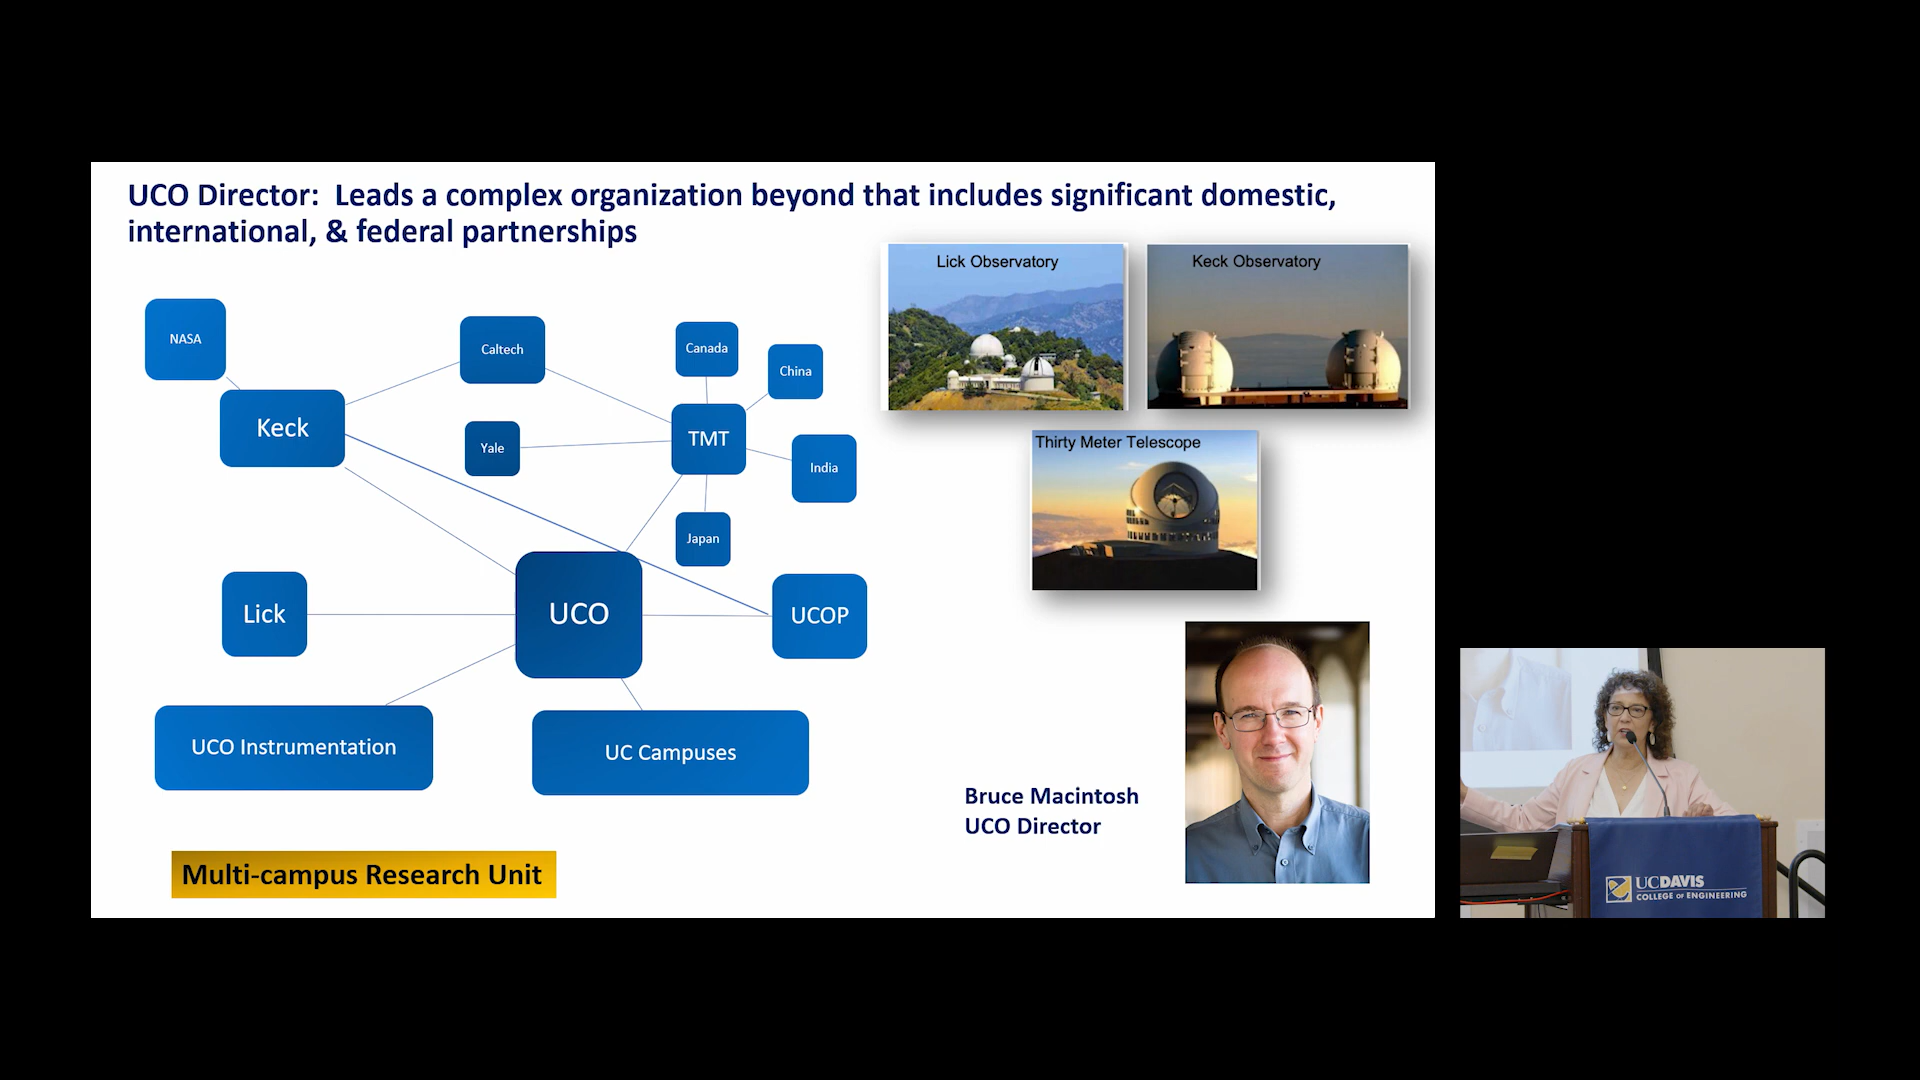 UCO Director: Leads a complex organization beyond that includes significant domestic,
international, & federal partnerships
NASA
Caltech
Canada
China
Keck
Yale
TMT
India
Japan
Lick
UCO
UCOP
UCO Instrumentation
UC Campuses
Multi-campus Research Unit
Lick Observatory
Keck Observatory
Thirty Meter Telescope
Bruce Macintosh
UCO Director
UCDAVIS
COLLEGE OF ENGINEERING